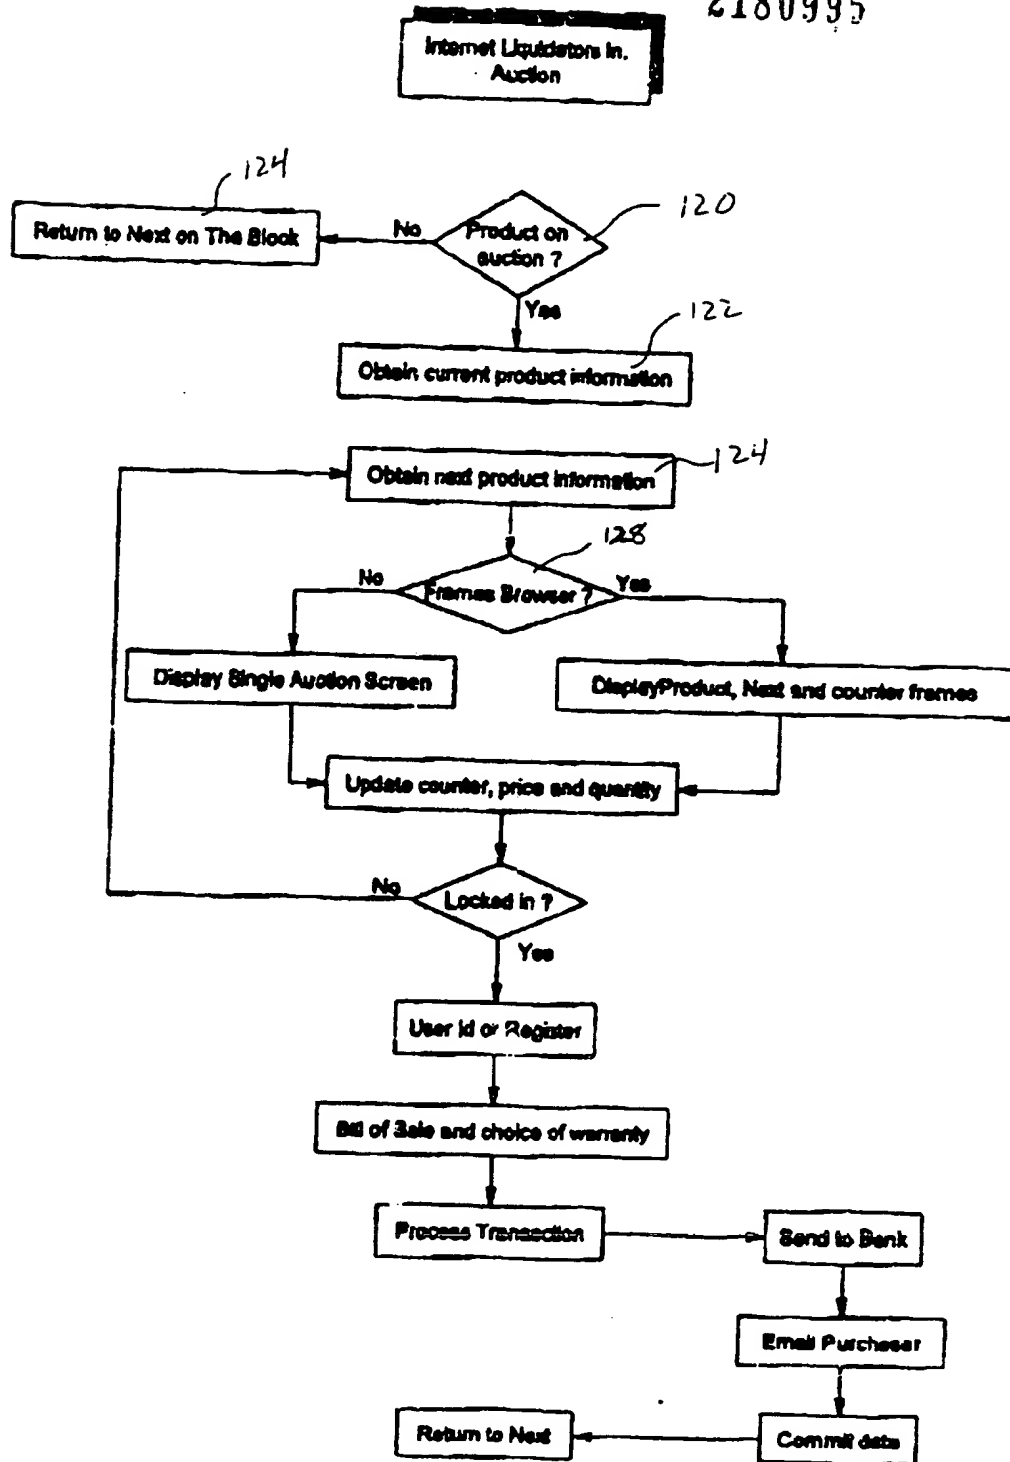 2180995
Internet Liquidators In.
Auction
124
Return to Next on The Block
No
Product on
auction ?
120
Yes
122
Obtain current product information
Obtain next product information
124
128
No
Frames Browser ?
Yes
Display Single Auction Screen
DisplayProduct, Next and counter frames
Update counter, price and quantity
No
Locked in ?
Yes
User Id or Register
Bill of Sale and choice of warranty
Process Transaction
Send to Bank
Email Purchaser
Return to Next
Commit data